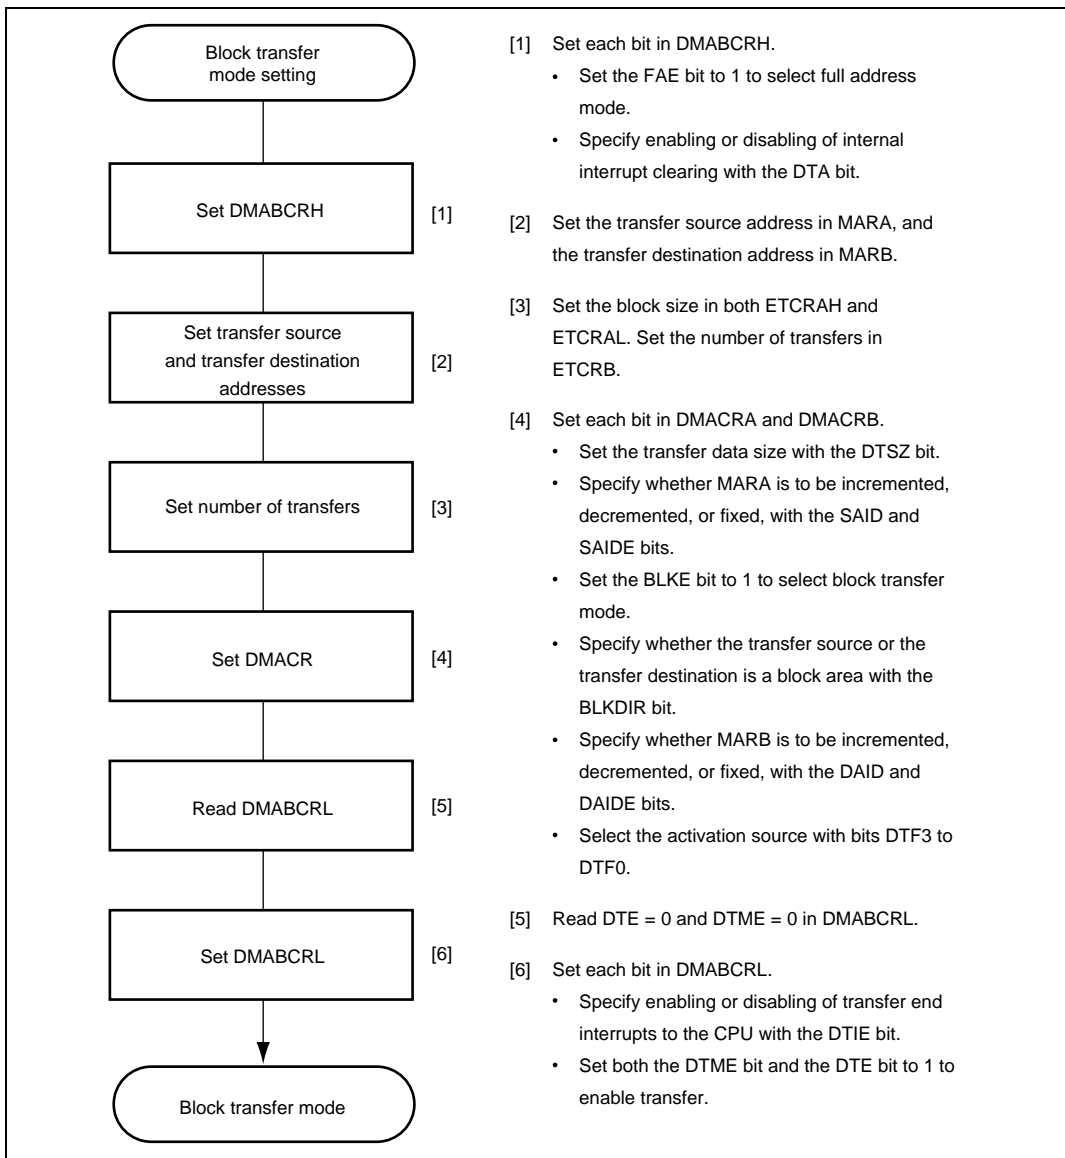 Block transfer
mode setting
Set DMABCRH
[1]
Set transfer source
and transfer destination
addresses
[2]
Set number of transfers
[3]
Set DMACR
[4]
Read DMABCRL
[5]
Set DMABCRL
[6]
Block transfer mode
[1] Set each bit in DMABCRH.
• Set the FAE bit to 1 to select full address
mode.
• Specify enabling or disabling of internal
interrupt clearing with the DTA bit.
[2] Set the transfer source address in MARA, and
the transfer destination address in MARB.
[3] Set the block size in both ETCRAH and
ETCRAL. Set the number of transfers in
ETCRB.
[4] Set each bit in DMACRA and DMACRB.
• Set the transfer data size with the DTSZ bit.
• Specify whether MARA is to be incremented,
decremented, or fixed, with the SAID and
SAIDE bits.
• Set the BLKE bit to 1 to select block transfer
mode.
• Specify whether the transfer source or the
transfer destination is a block area with the
BLKDIR bit.
• Specify whether MARB is to be incremented,
decremented, or fixed, with the DAID and
DAIDE bits.
• Select the activation source with bits DTF3 to
DTF0.
[5] Read DTE = 0 and DTME = 0 in DMABCRL.
[6] Set each bit in DMABCRL.
• Specify enabling or disabling of transfer end
interrupts to the CPU with the DTIE bit.
• Set both the DTME bit and the DTE bit to 1 to
enable transfer.